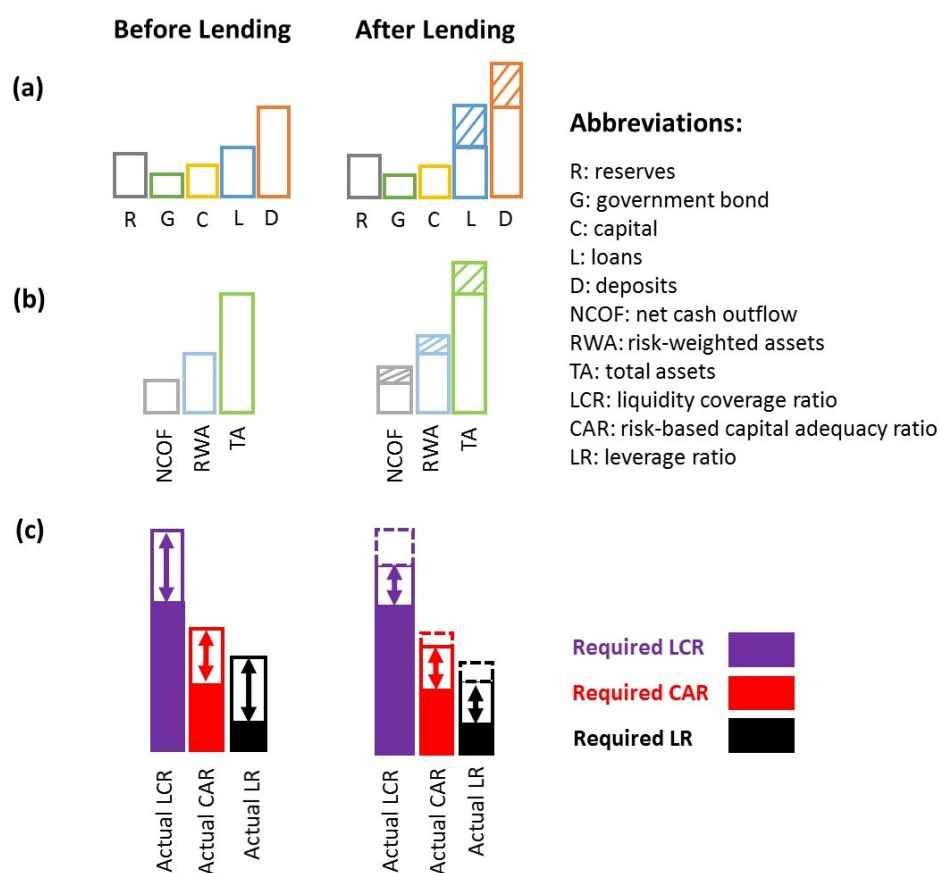 Before Lending
After Lending
(a)
R G C L D
R G C L D
(b)
NCOF
RWA
TA
NCOF
RWA
TA
(c)
Actual LCR
Actual CAR
Actual LR
Actual LCR
Actual CAR
Actual LR
Abbreviations:
R: reserves
G: government bond
C: capital
L: loans
D: deposits
NCOF: net cash outflow
RWA: risk-weighted assets
TA: total assets
LCR: liquidity coverage ratio
CAR: risk-based capital adequacy ratio
LR: leverage ratio
Required LCR
Required CAR
Required LR